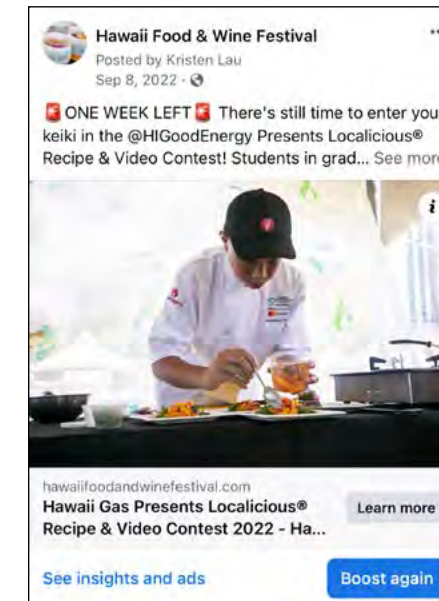 Hawaii Food & Wine Festival
Posted by Kristen Lau
Sep 8, 2022 ·
🚨 ONE WEEK LEFT 🚨 There's still time to enter you
keiki in the @HIGoodEnergy Presents Localicious®
Recipe & Video Contest! Students in grad... See more
i
hawaiifoodandwinefestival.com
Hawaii Gas Presents Localicious®
Recipe & Video Contest 2022 - Ha...
Learn more
See insights and ads
Boost again